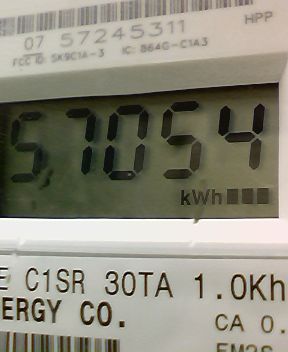 HPP
07 57245311
FCC ID: SK9C1A-3 IC: 864G-C1A3
57054
kWh
E C1SR 30TA 1.0Kh
ERGY CO.
CA 0.